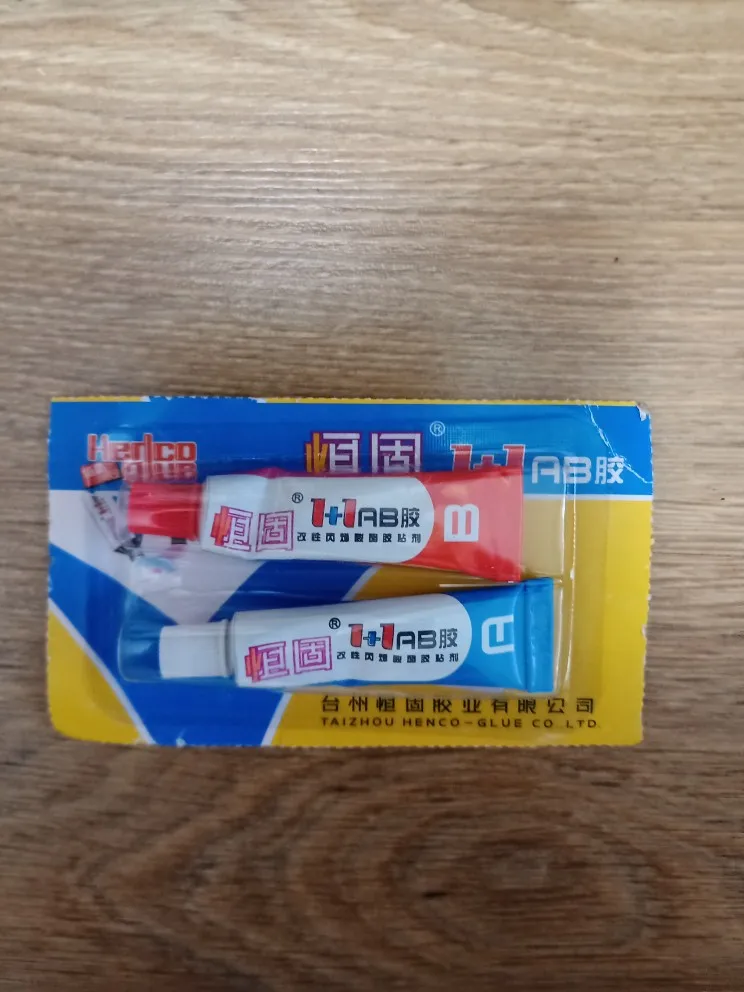 Henco
Glue
恒固®
1+1 AB胶
恒固®
1+1 AB胶
改性丙烯酸酯胶粘剂
B
恒固®
1+1 AB胶
改性丙烯酸酯胶粘剂
A
台州恒固胶业有限公司
TAIZHOU HENCO-GLUE CO. LTD.